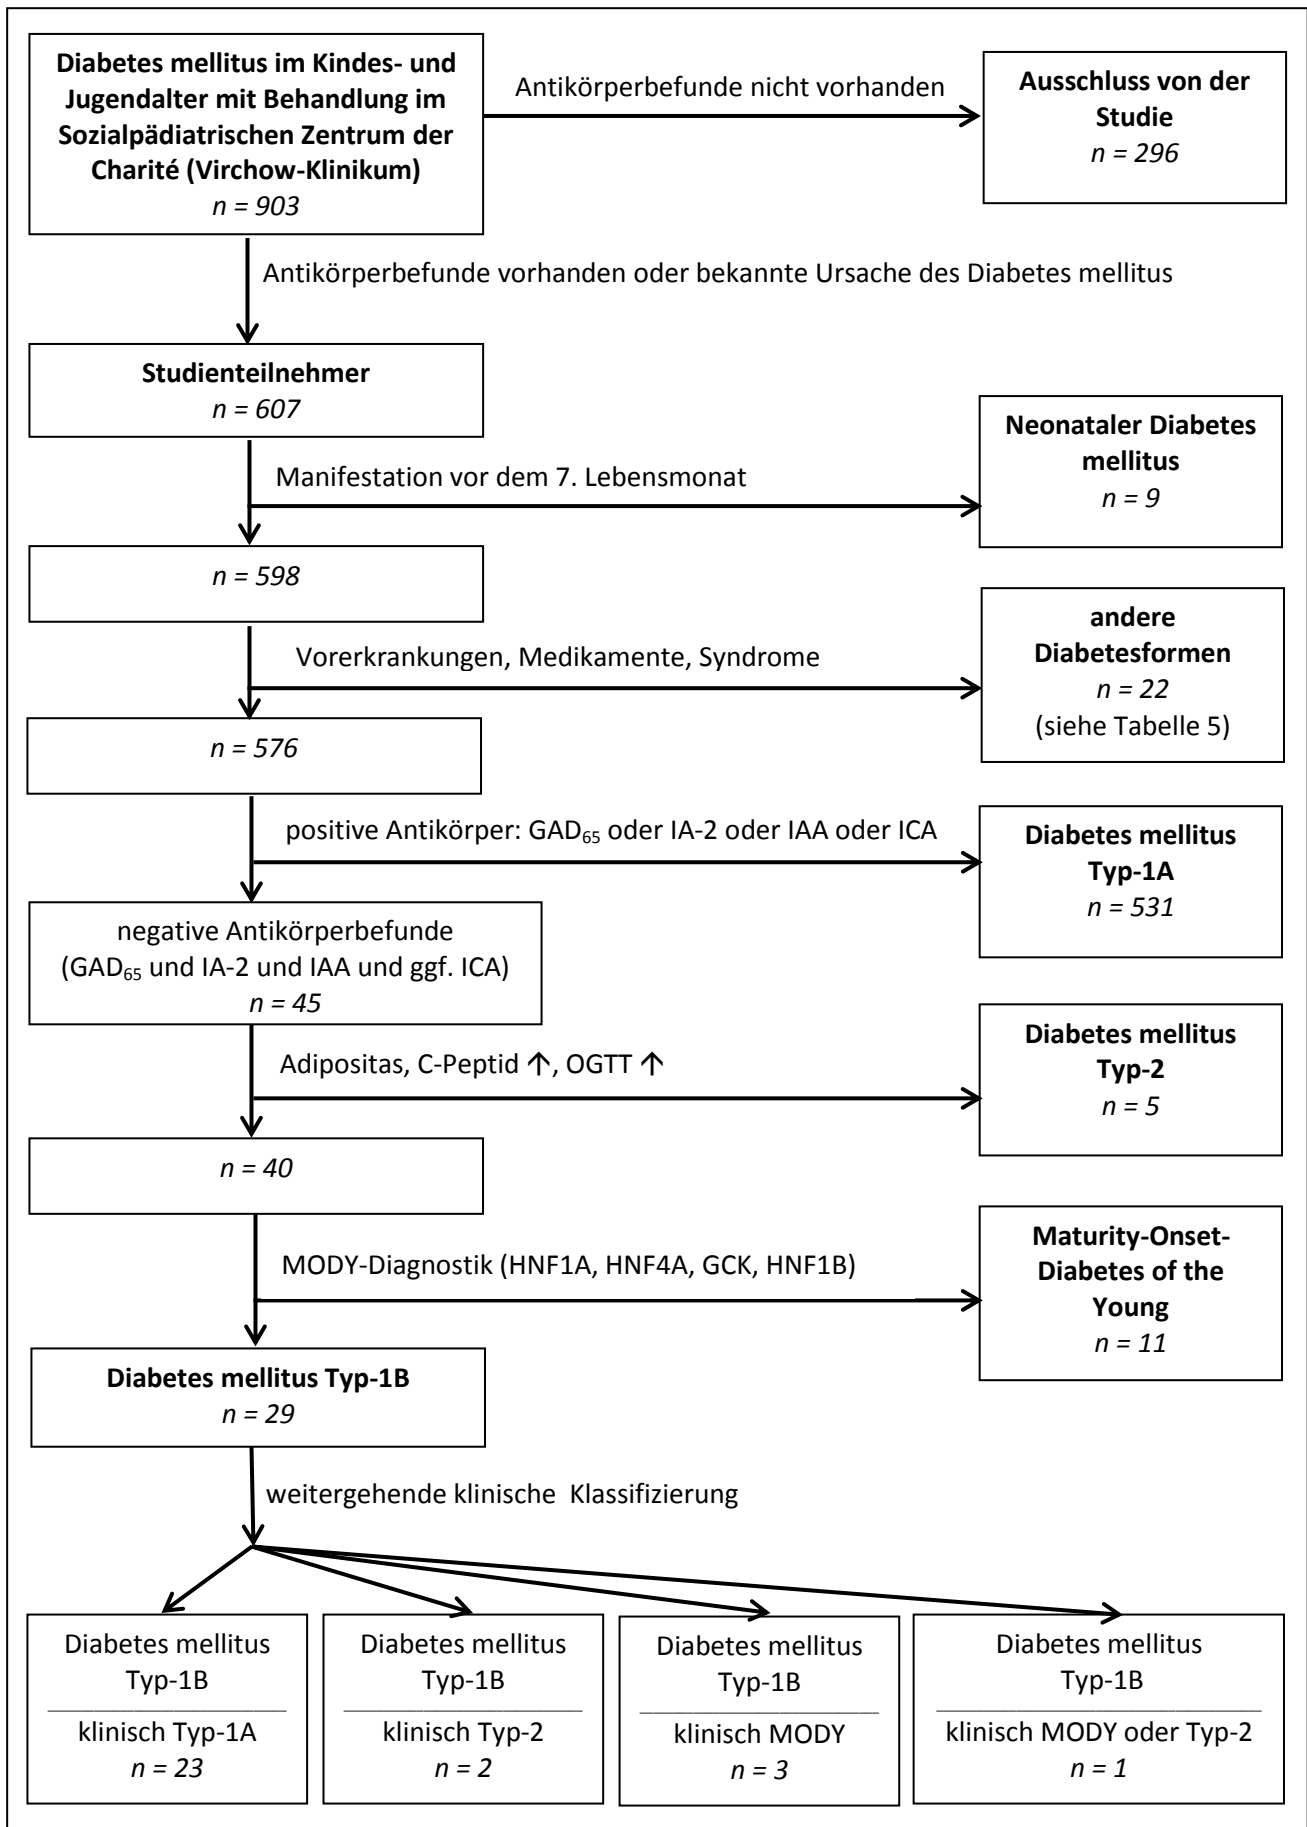 Diabetes mellitus im Kindes- und
Jugendalter mit Behandlung im
Sozialpädiatrischen Zentrum der
Charité (Virchow-Klinikum)
n = 903
Antikörperbefunde nicht vorhanden
Ausschluss von der
Studie
n = 296
Antikörperbefunde vorhanden oder bekannte Ursache des Diabetes mellitus
Studienteilnehmer
n = 607
Manifestation vor dem 7. Lebensmonat
Neonataler Diabetes
mellitus
n = 9
n = 598
Vorerkrankungen, Medikamente, Syndrome
andere
Diabetesformen
n = 22
(siehe Tabelle 5)
n = 576
positive Antikörper: GAD₆₅ oder IA-2 oder IAA oder ICA
Diabetes mellitus
Typ-1A
n = 531
negative Antikörperbefunde
(GAD₆₅ und IA-2 und IAA und ggf. ICA)
n = 45
Adipositas, C-Peptid ↑, OGTT ↑
Diabetes mellitus
Typ-2
n = 5
n = 40
MODY-Diagnostik (HNF1A, HNF4A, GCK, HNF1B)
Maturity-Onset-
Diabetes of the
Young
n = 11
Diabetes mellitus Typ-1B
n = 29
weitergehende klinische Klassifizierung
Diabetes mellitus
Typ-1B
klinisch Typ-1A
n = 23
Diabetes mellitus
Typ-1B
klinisch Typ-2
n = 2
Diabetes mellitus
Typ-1B
klinisch MODY
n = 3
Diabetes mellitus
Typ-1B
klinisch MODY oder Typ-2
n = 1